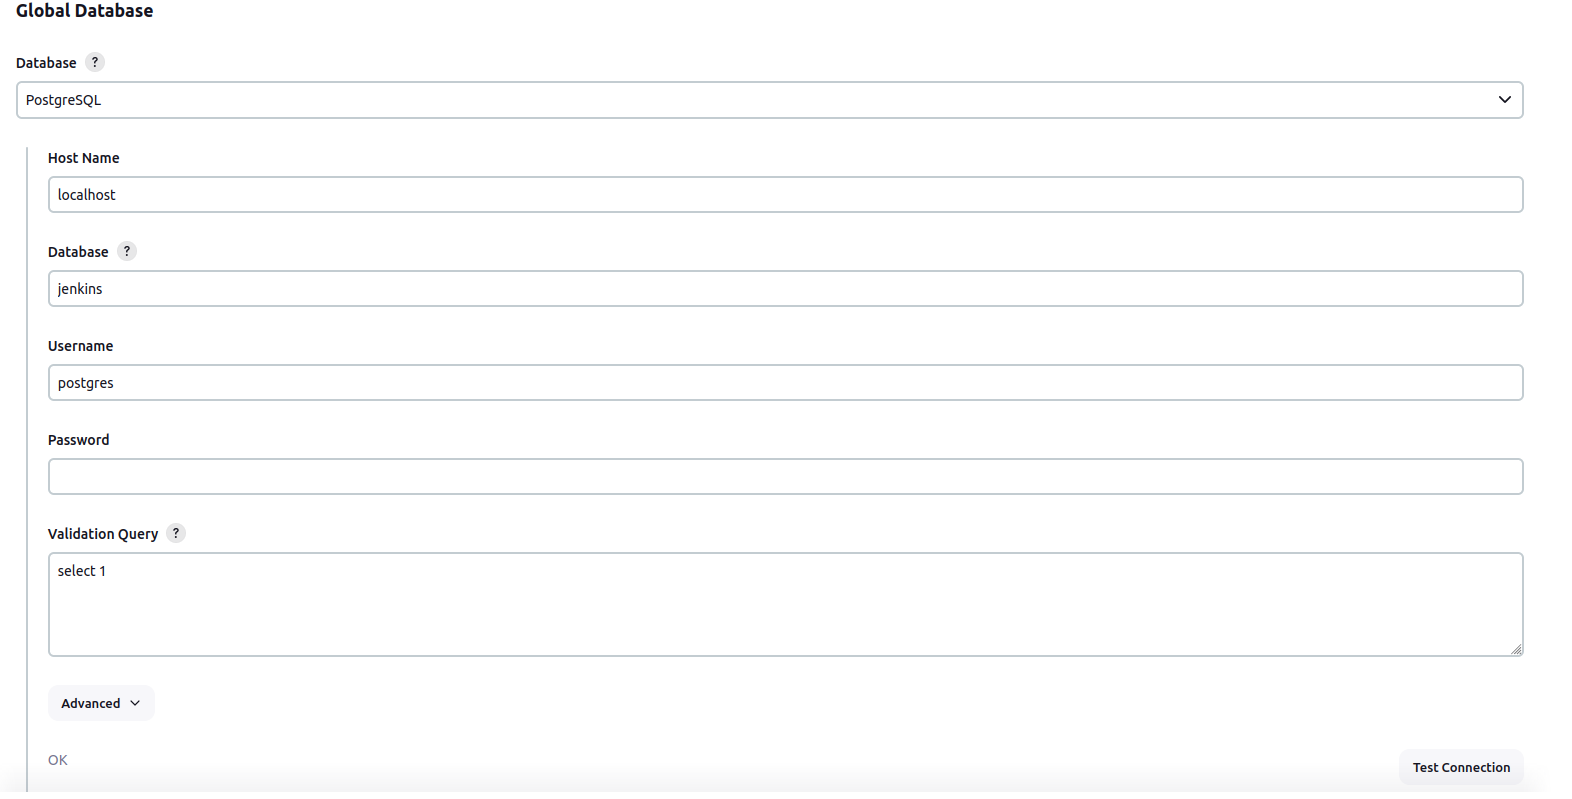 Global Database
Database ?
PostgreSQL
Host Name
localhost
Database ?
jenkins
Username
postgres
Password
Validation Query ?
select 1
Advanced
OK
Test Connection